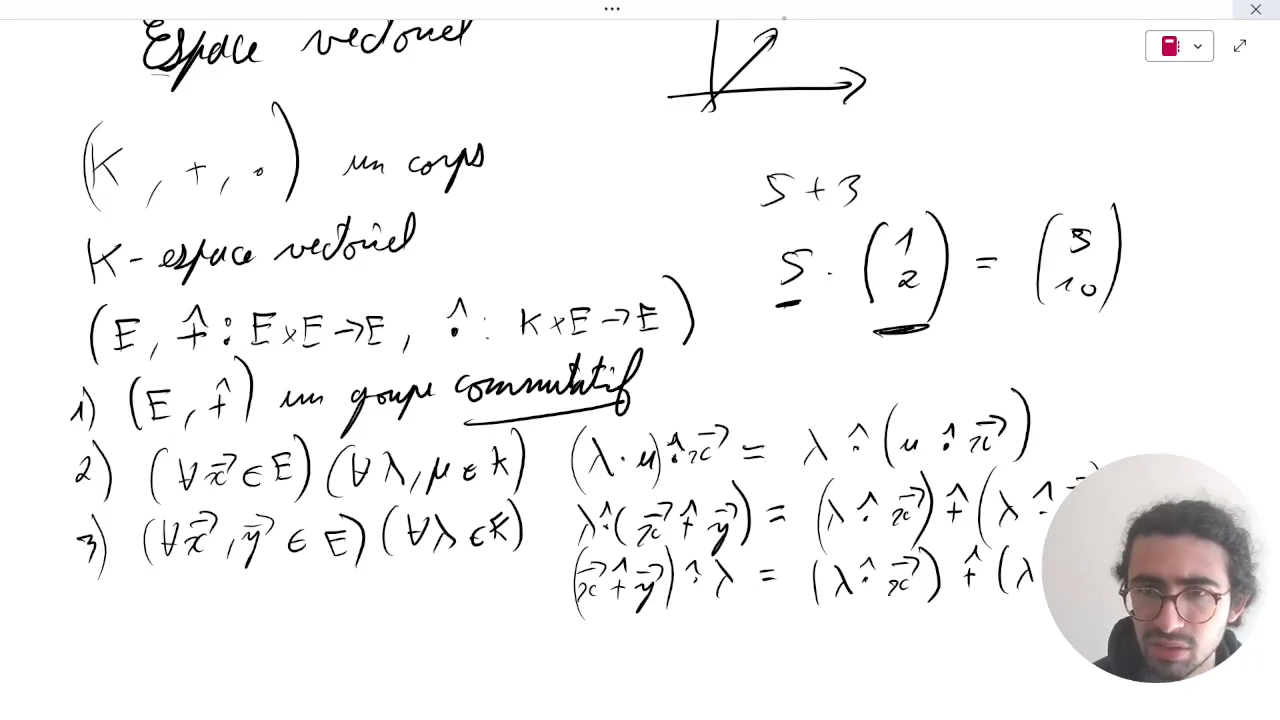 Espace vectoriel
(K, +, ·) un corps
K-espace vectoriel
(E, +̂ : E×E → E, ·̂ : K×E → E)
1) (E, +̂) un groupe commutatif
2) (∀x⃗ ∈ E) (∀λ, μ ∈ K) (λ · μ) ·̂ x⃗ = λ ·̂ (μ ·̂ x⃗)
3) (∀x⃗, y⃗ ∈ E) (∀λ ∈ K) λ ·̂ (x⃗ +̂ y⃗) = (λ ·̂ x⃗) +̂ (λ ·̂
(x⃗ +̂ y⃗) ·̂ λ = (λ ·̂ x⃗) +̂ (λ
5 + 3
5 · (1 2) = (5 10)